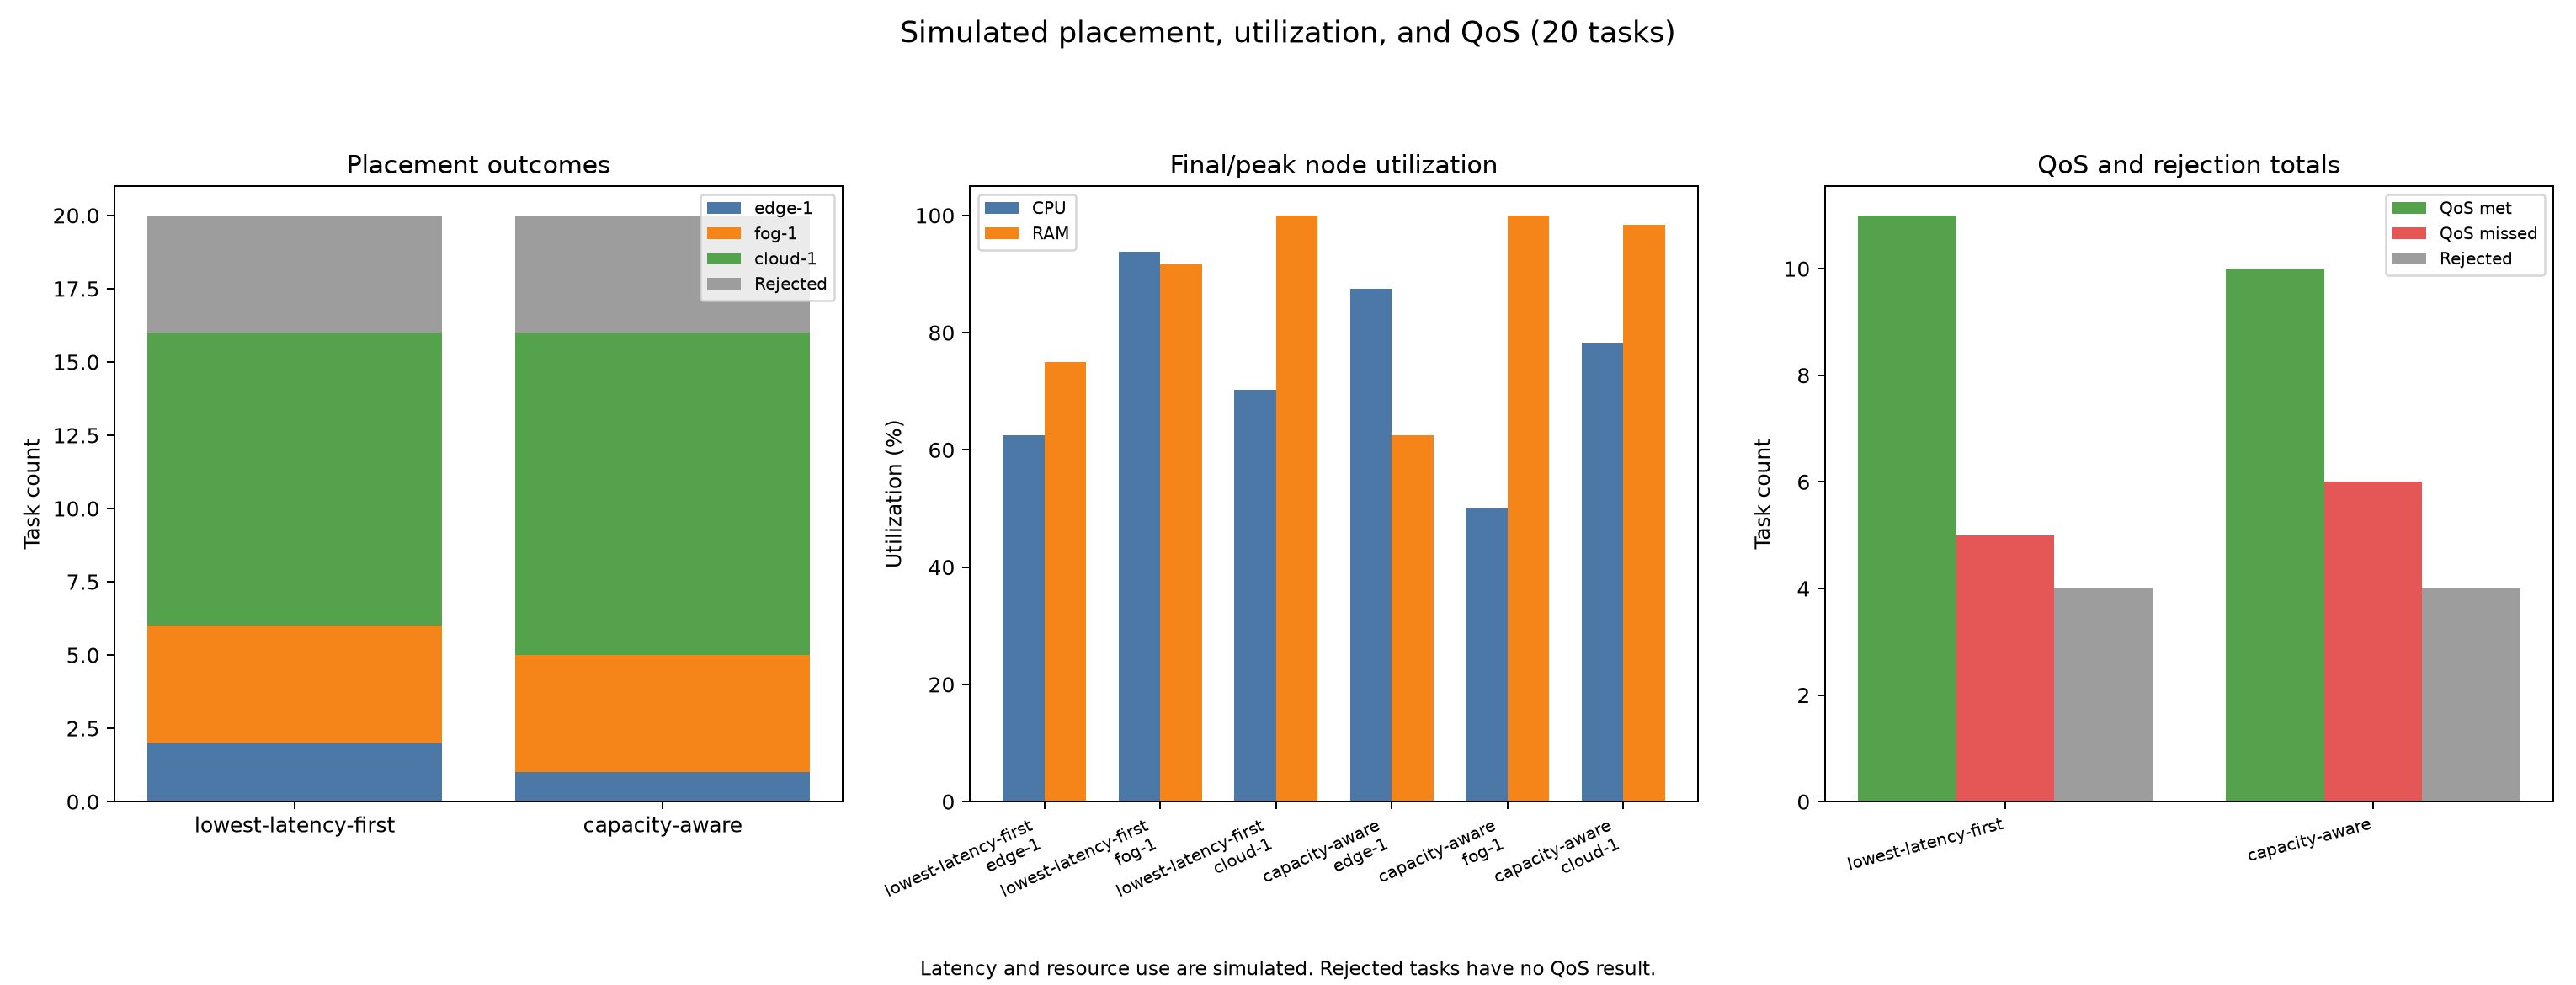 Simulated placement, utilization, and QoS (20 tasks)
Placement outcomes
Task count
20.0
17.5
15.0
12.5
10.0
7.5
5.0
2.5
0.0
edge-1
fog-1
cloud-1
Rejected
lowest-latency-first
capacity-aware
Final/peak node utilization
Utilization (%)
100
80
60
40
20
0
CPU
RAM
lowest-latency-first
edge-1
lowest-latency-first
fog-1
lowest-latency-first
cloud-1
capacity-aware
edge-1
capacity-aware
fog-1
capacity-aware
cloud-1
QoS and rejection totals
Task count
10
8
6
4
2
0
QoS met
QoS missed
Rejected
lowest-latency-first
capacity-aware
Latency and resource use are simulated. Rejected tasks have no QoS result.